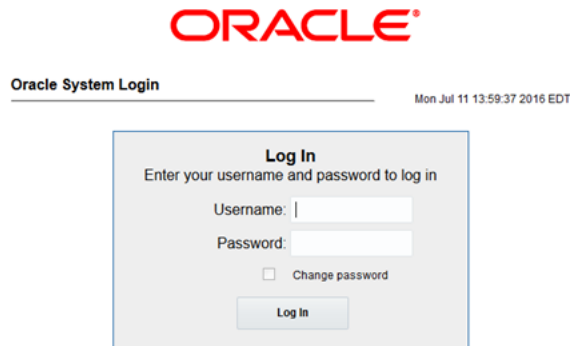 ORACLE®
Oracle System Login
Mon Jul 11 13:59:37 2016 EDT
Log In
Enter your username and password to log in
Username:
Password:
Change password
Log In